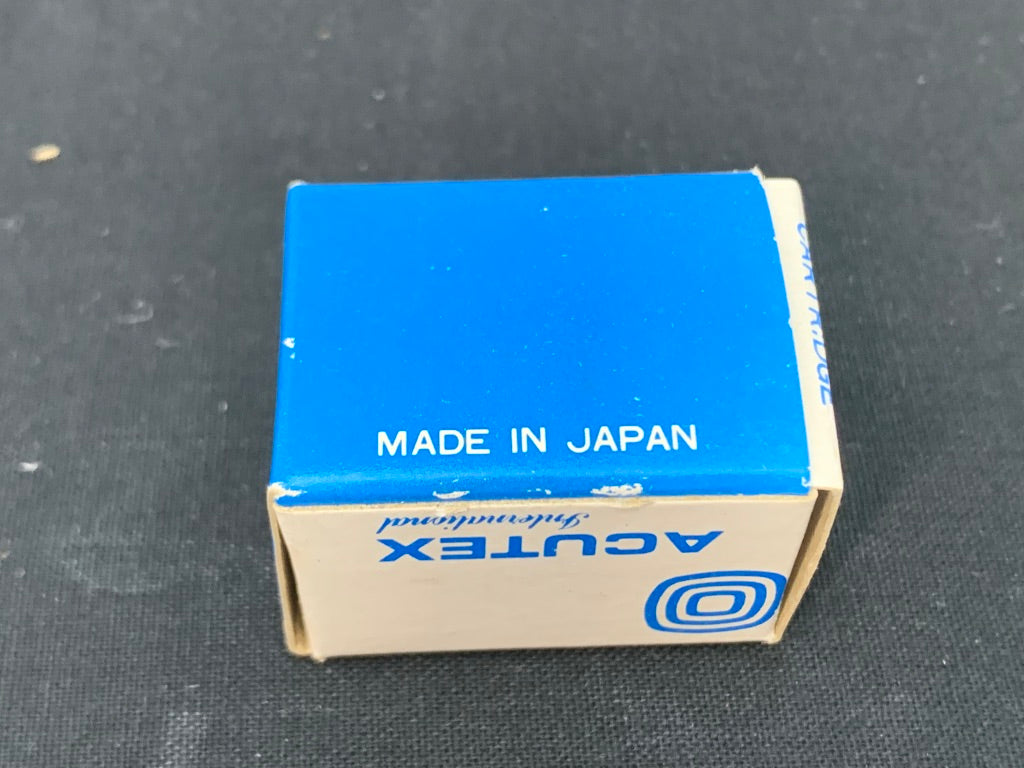 MADE IN JAPAN
ACUTEX
International
CARTRIDGE